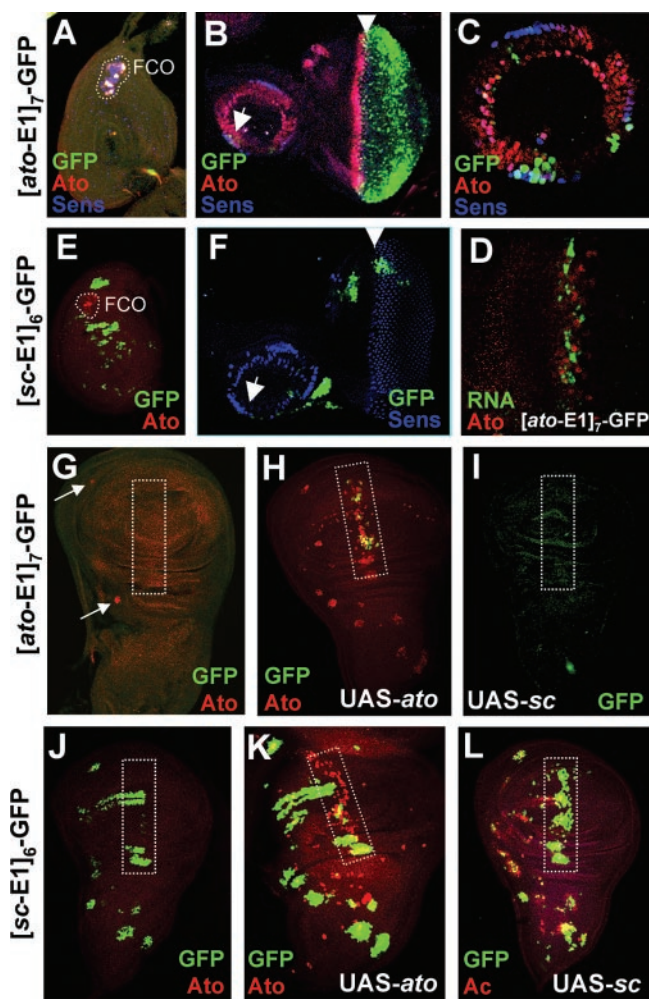 [ato-E1]₇-GFP
A
FCO
GFP
Ato
Sens
B
GFP
Ato
Sens
C
GFP
Ato
Sens
[sc-E1]₆-GFP
E
FCO
GFP
Ato
F
GFP
Sens
D
RNA
Ato [ato-E1]₇-GFP
[ato-E1]₇-GFP
G
GFP
Ato
H
GFP
Ato UAS-ato
I
UAS-sc GFP
[sc-E1]₆-GFP
J
GFP
Ato
K
GFP
Ato UAS-ato
L
GFP
Ac UAS-sc